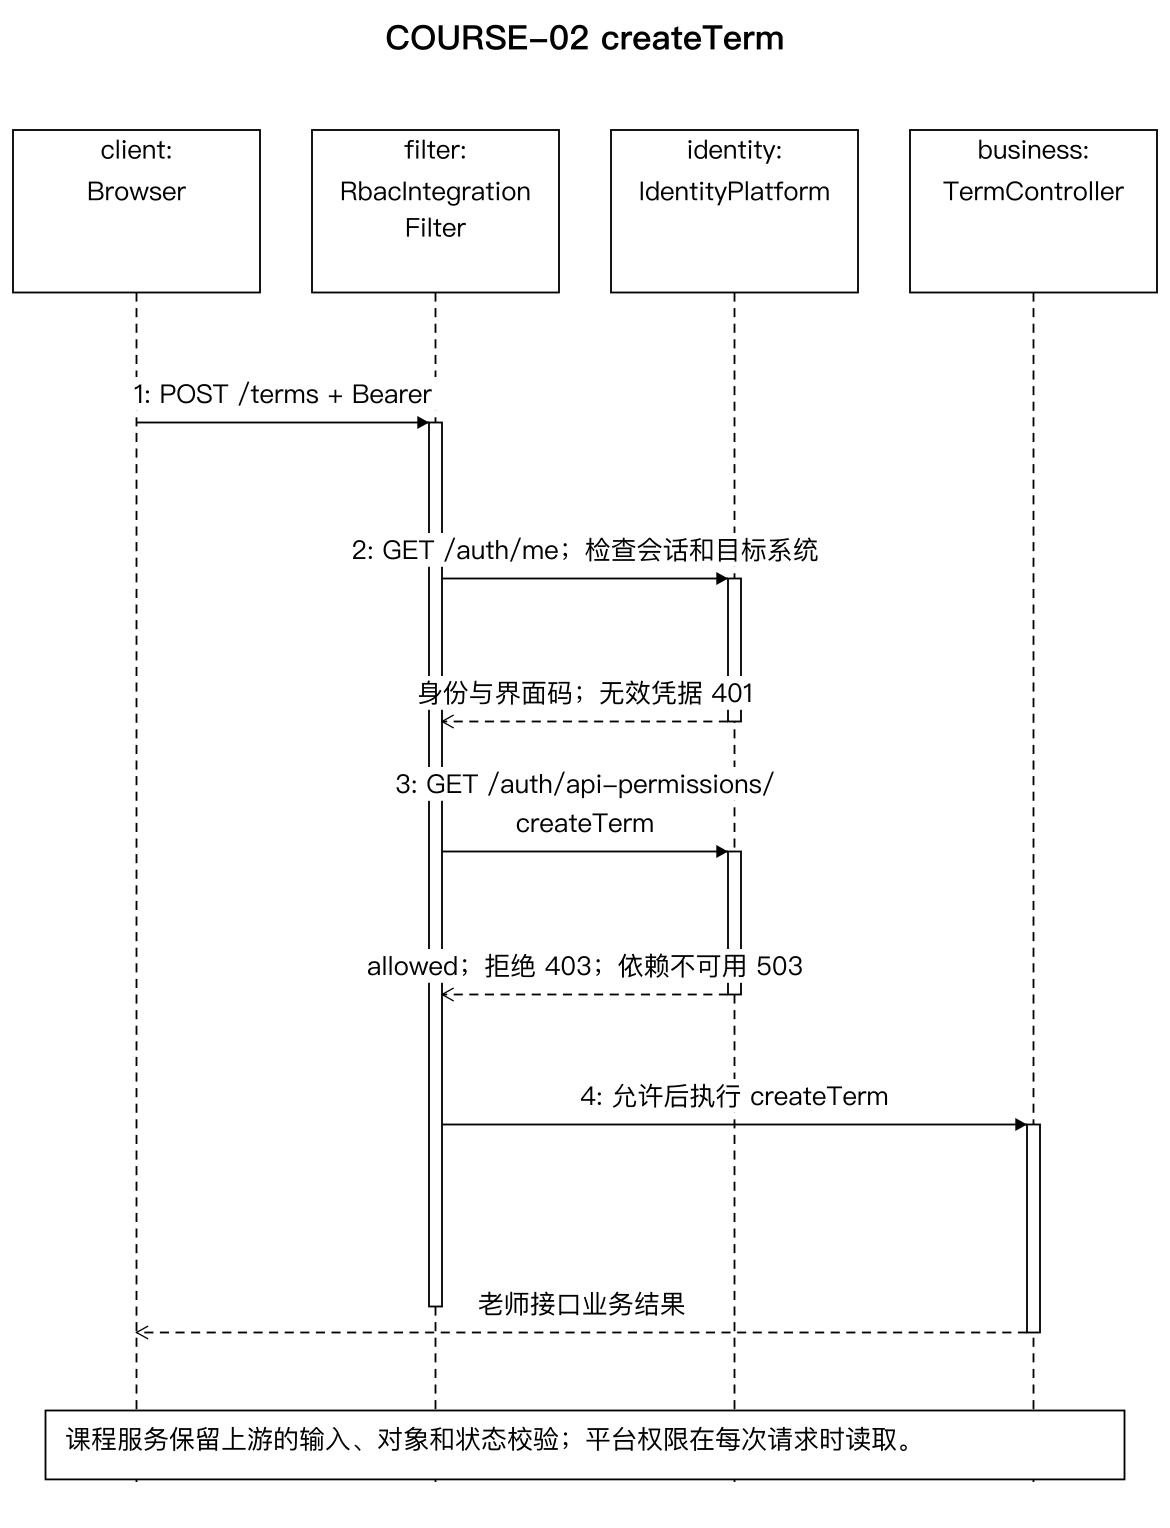 COURSE–02 createTerm
client:
Browser
filter:
RbacIntegration
Filter
identity:
IdentityPlatform
business:
TermController
1: POST /terms + Bearer
2: GET /auth/me；检查会话和目标系统
身份与界面码；无效凭据 401
3: GET /auth/api–permissions/
createTerm
allowed；拒绝 403；依赖不可用 503
4: 允许后执行 createTerm
老师接口业务结果
课程服务保留上游的输入、对象和状态校验；平台权限在每次请求时读取。